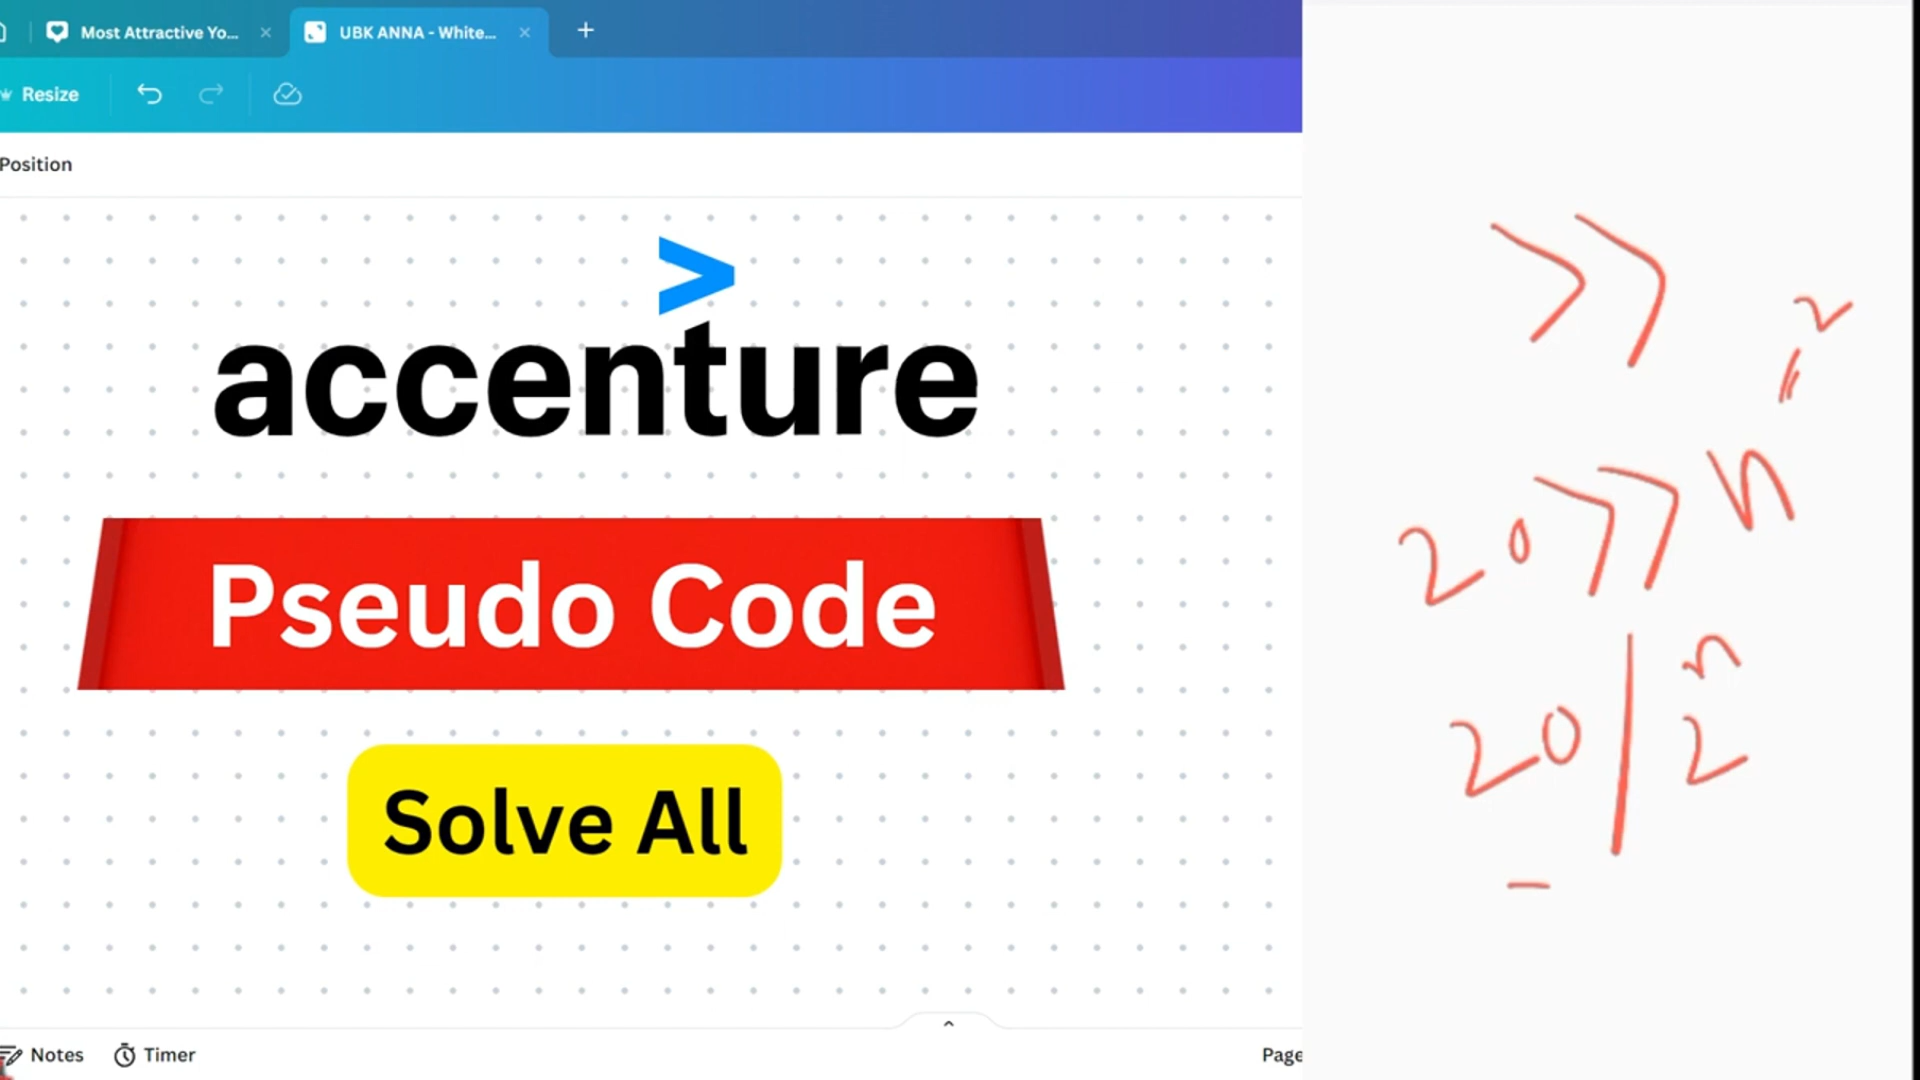 Most Attractive Yo...
UBK ANNA - White...
Resize
Position
>
accenture
Pseudo Code
Solve All
Notes
Timer
Page
>>
2
20 >> n
20 / 2
n